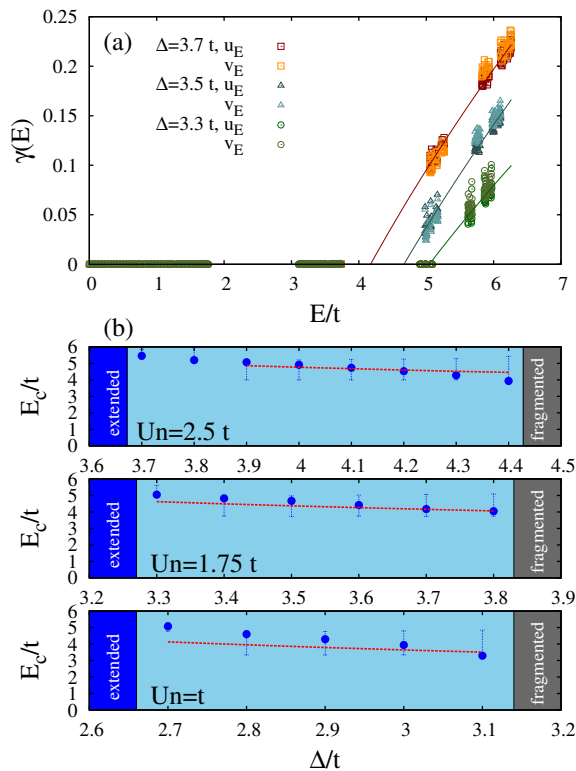 (a)
Δ=3.7 t, u_E
v_E
Δ=3.5 t, u_E
v_E
Δ=3.3 t, u_E
v_E
γ(E)
0.25
0.2
0.15
0.1
0.05
0
0 1 2 3 4 5 6 7
E/t
(b)
E_c/t
6
5
4
3
2
1
0
extended
Un=2.5 t
fragmented
3.6 3.7 3.8 3.9 4 4.1 4.2 4.3 4.4 4.5
E_c/t
6
5
4
3
2
1
0
extended
Un=1.75 t
fragmented
3.2 3.3 3.4 3.5 3.6 3.7 3.8 3.9
E_c/t
6
5
4
3
2
1
0
extended
Un=t
fragmented
2.6 2.7 2.8 2.9 3 3.1 3.2
Δ/t